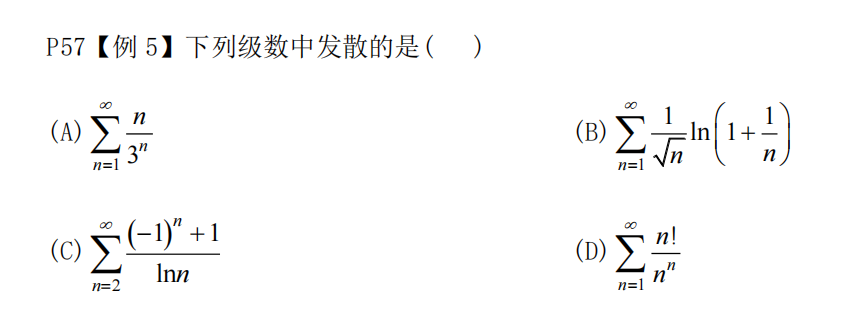 P57【例 5】下列级数中发散的是(   )
(A) $\sum_{n=1}^{\infty} \frac{n}{3^n}$ (B) $\sum_{n=1}^{\infty} \frac{1}{\sqrt{n}} \ln\left(1+\frac{1}{n}\right)$
(C) $\sum_{n=2}^{\infty} \frac{(-1)^n+1}{\ln n}$ (D) $\sum_{n=1}^{\infty} \frac{n!}{n^n}$